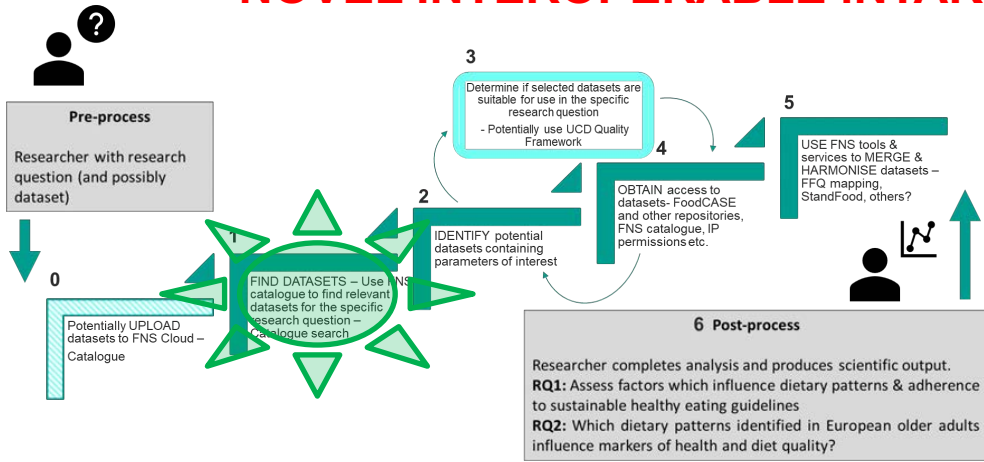 NOVEL INTEROPERABLE INTAK
?
Pre-process
Researcher with research
question (and possibly
dataset)
0
Potentially UPLOAD
datasets to FNS Cloud –
Catalogue
1
FIND DATASETS – Use FNS
catalogue to find relevant
datasets for the specific
research question –
Catalogue search
2
IDENTIFY potential
datasets containing
parameters of interest
3
Determine if selected datasets are
suitable for use in the specific
research question
- Potentially use UCD Quality
Framework
4
OBTAIN access to
datasets- FoodCASE
and other repositories,
FNS catalogue, IP
permissions etc.
5
USE FNS tools &
services to MERGE &
HARMONISE datasets –
FFQ mapping,
StandFood, others?
6 Post-process
Researcher completes analysis and produces scientific output.
RQ1: Assess factors which influence dietary patterns & adherence
to sustainable healthy eating guidelines
RQ2: Which dietary patterns identified in European older adults
influence markers of health and diet quality?